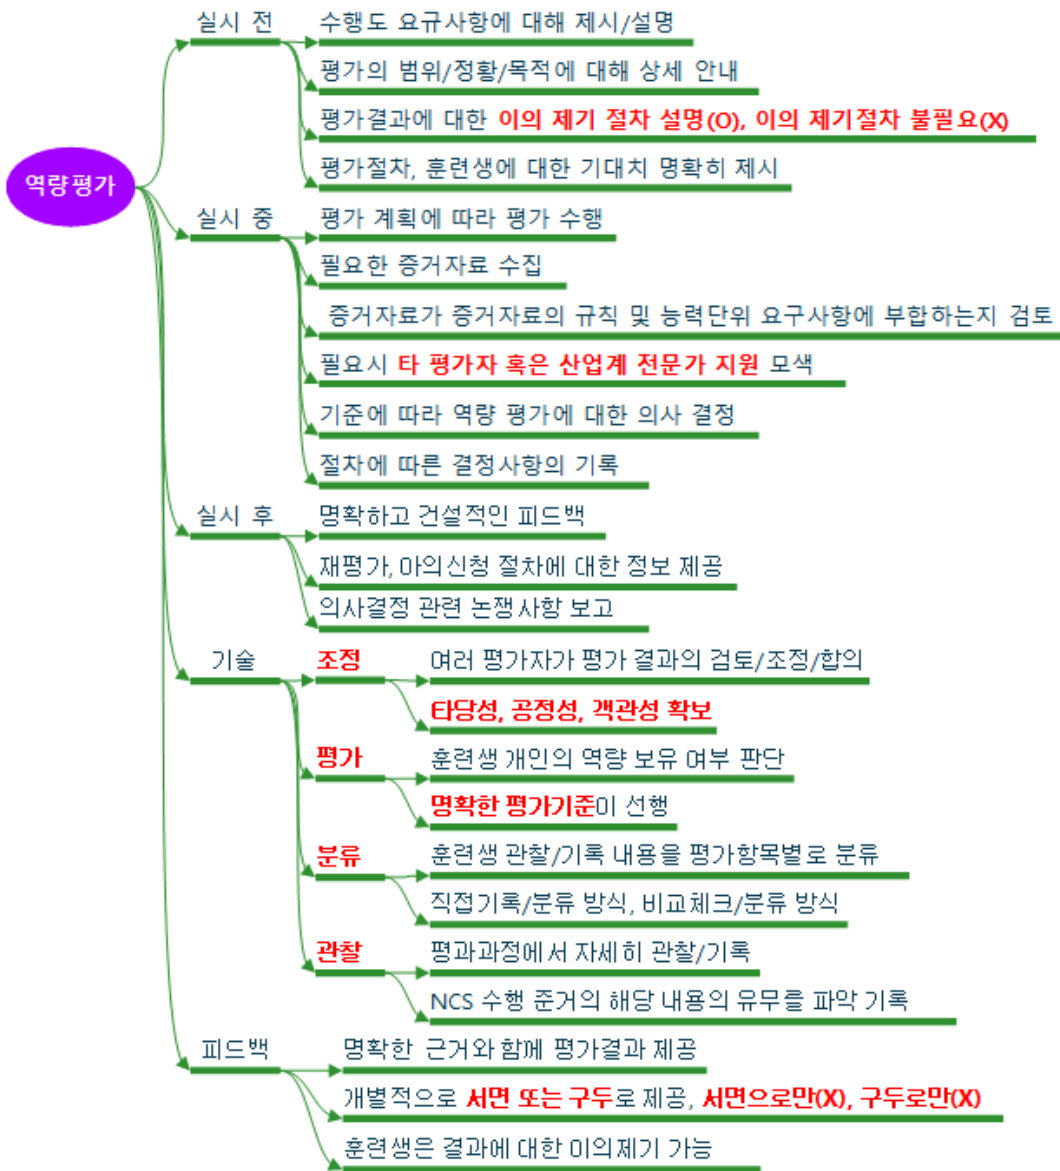 역량평가
실시 전
수행도 요구사항에 대해 제시/설명
평가의 범위/정황/목적에 대해 상세 안내
평가결과에 대한 이의 제기 절차 설명(O), 이의 제기절차 불필요(X)
평가절차, 훈련생에 대한 기대치 명확히 제시
실시 중
평가 계획에 따라 평가 수행
필요한 증거자료 수집
증거자료가 증거자료의 규칙 및 능력단위 요구사항에 부합하는지 검토
필요시 타 평가자 혹은 산업계 전문가 지원 모색
기준에 따라 역량 평가에 대한 의사 결정
절차에 따른 결정사항의 기록
실시 후
명확하고 건설적인 피드백
재평가, 아의신청 절차에 대한 정보 제공
의사결정 관련 논쟁사항 보고
기술
조정
여러 평가자가 평가 결과의 검토/조정/합의
타당성, 공정성, 객관성 확보
평가
훈련생 개인의 역량 보유 여부 판단
명확한 평가기준이 선행
분류
훈련생 관찰/기록 내용을 평가항목별로 분류
직접기록/분류 방식, 비교체크/분류 방식
관찰
평과과정에서 자세히 관찰/기록
NCS 수행 준거의 해당 내용의 유무를 파악 기록
피드백
명확한 근거와 함께 평가결과 제공
개별적으로 서면 또는 구두로 제공, 서면으로만(X), 구두로만(X)
훈련생은 결과에 대한 이의제기 가능